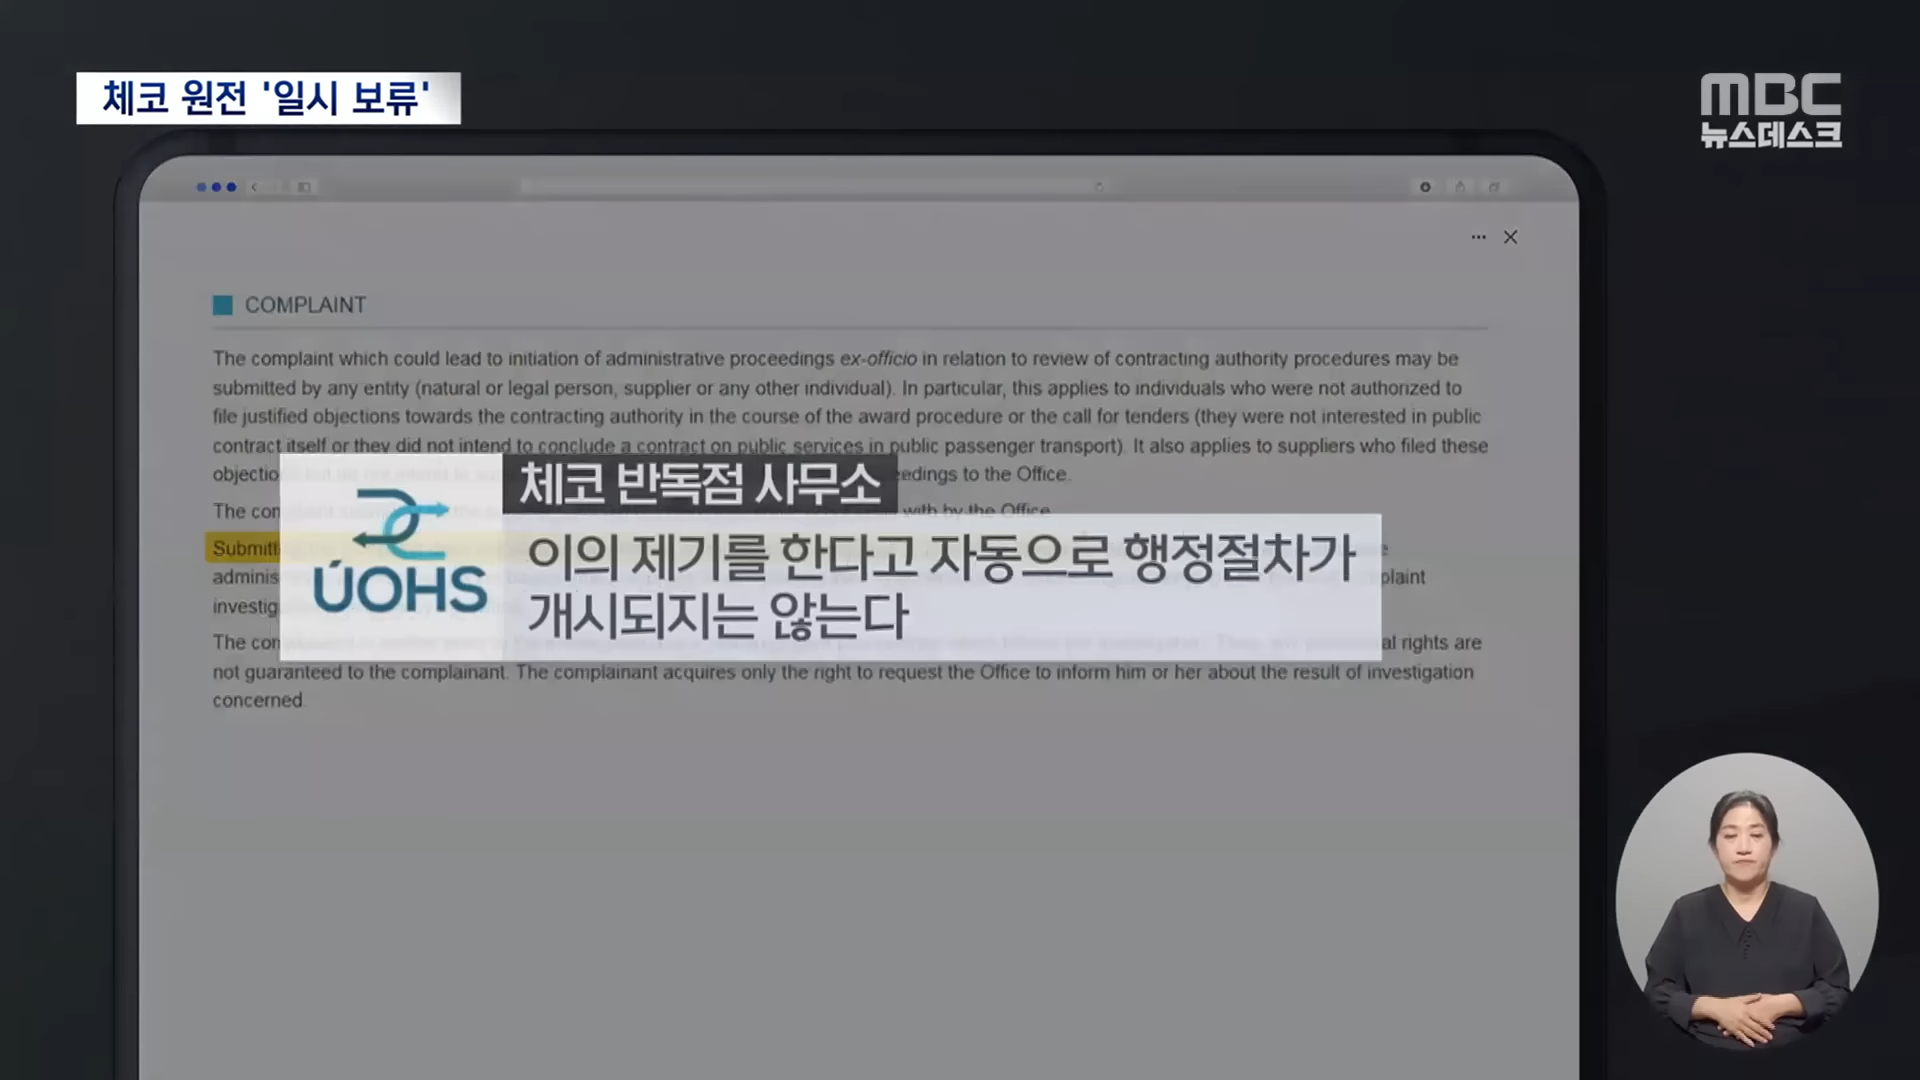 체코 원전 '일시 보류'
MBC
뉴스데스크
COMPLAINT
The complaint which could lead to initiation of administrative proceedings ex-officio in relation to review of contracting authority procedures may be
submitted by any entity (natural or legal person, supplier or any other individual). In particular, this applies to individuals who were not authorized to
file justified objections towards the contracting authority in the course of the award procedure or the call for tenders (they were not interested in public
contract itself or they did not intend to conclude a contract on public services in public passenger transport). It also applies to suppliers who filed these
to the Office.
The with by the Office
체코 반독점 사무소
이의 제기를 한다고 자동으로 행정절차가
개시되지는 않는다
ÚOHS
The rights are
not guaranteed to the complainant. The complainant acquires only the right to request the Office to inform him or her about the result of investigation
concerned.